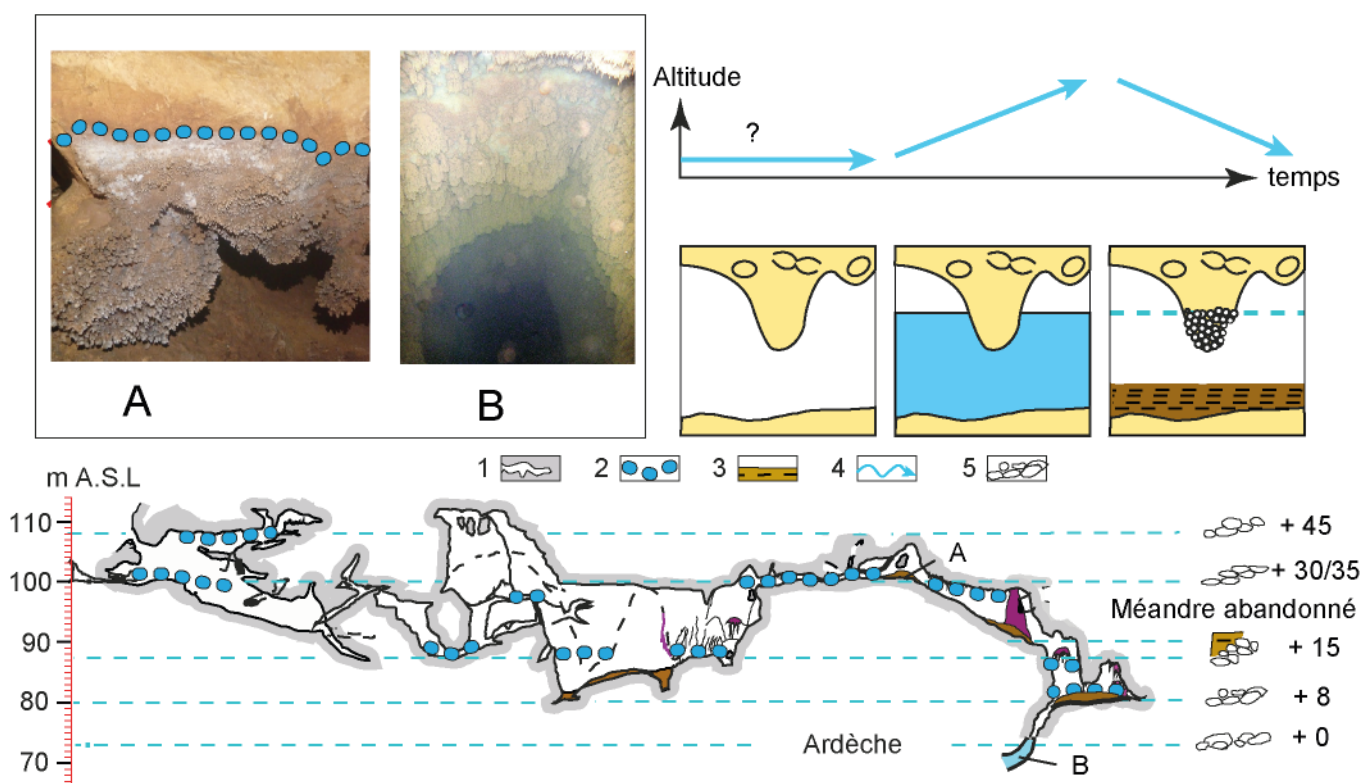 A
B
Altitude
?
temps
1
2
3
4
5
m A.S.L
110
100
90
80
70
A
B
Ardèche
+ 45
+ 30/35
Méandre abandonné
+ 15
+ 8
+ 0